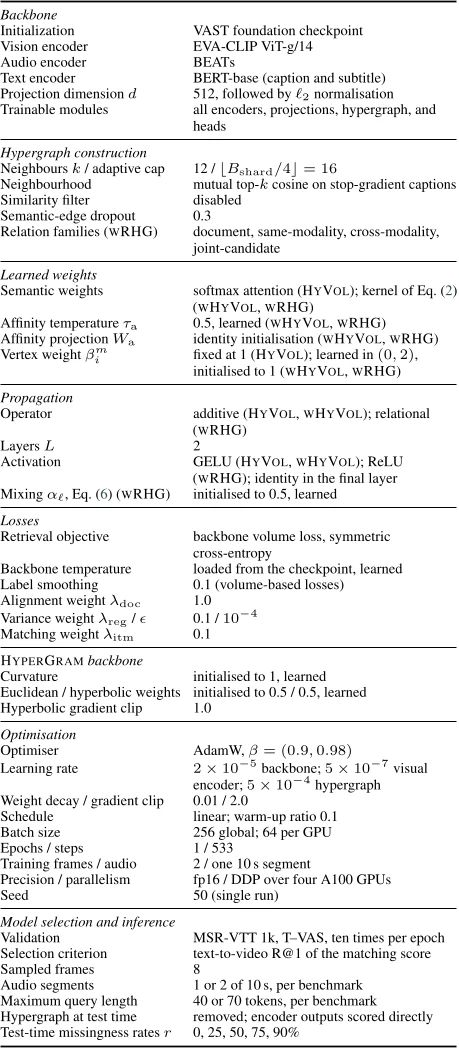 Backbone
Initialization VAST foundation checkpoint
Vision encoder EVA-CLIP ViT-g/14
Audio encoder BEATs
Text encoder BERT-base (caption and subtitle)
Projection dimension d 512, followed by ℓ2 normalisation
Trainable modules all encoders, projections, hypergraph, and
heads
Hypergraph construction
Neighbours k / adaptive cap 12 / ⌊B_shard/4⌋ = 16
Neighbourhood mutual top-k cosine on stop-gradient captions
Similarity filter disabled
Semantic-edge dropout 0.3
Relation families (WRHG) document, same-modality, cross-modality,
joint-candidate
Learned weights
Semantic weights softmax attention (HYVOL); kernel of Eq. (2)
(WHYVOL, WRHG)
Affinity temperature τ_a 0.5, learned (WHYVOL, WRHG)
Affinity projection W_a identity initialisation (WHYVOL, WRHG)
Vertex weight β_i^m fixed at 1 (HYVOL); learned in (0, 2),
initialised to 1 (WHYVOL, WRHG)
Propagation
Operator additive (HYVOL, WHYVOL); relational
(WRHG)
Layers L 2
Activation GELU (HYVOL, WHYVOL); ReLU
(WRHG); identity in the final layer
Mixing α_ℓ, Eq. (6) (WRHG) initialised to 0.5, learned
Losses
Retrieval objective backbone volume loss, symmetric
cross-entropy
Backbone temperature loaded from the checkpoint, learned
Label smoothing 0.1 (volume-based losses)
Alignment weight λ_doc 1.0
Variance weight λ_reg / ϵ 0.1 / 10^−4
Matching weight λ_itm 0.1
HYPERGRAM backbone
Curvature initialised to 1, learned
Euclidean / hyperbolic weights initialised to 0.5 / 0.5, learned
Hyperbolic gradient clip 1.0
Optimisation
Optimiser AdamW, β = (0.9, 0.98)
Learning rate 2 × 10^−5 backbone; 5 × 10^−7 visual
encoder; 5 × 10^−4 hypergraph
Weight decay / gradient clip 0.01 / 2.0
Schedule linear; warm-up ratio 0.1
Batch size 256 global; 64 per GPU
Epochs / steps 1 / 533
Training frames / audio 2 / one 10 s segment
Precision / parallelism fp16 / DDP over four A100 GPUs
Seed 50 (single run)
Model selection and inference
Validation MSR-VTT 1k, T–VAS, ten times per epoch
Selection criterion text-to-video R@1 of the matching score
Sampled frames 8
Audio segments 1 or 2 of 10 s, per benchmark
Maximum query length 40 or 70 tokens, per benchmark
Hypergraph at test time removed; encoder outputs scored directly
Test-time missingness rates r 0, 25, 50, 75, 90%